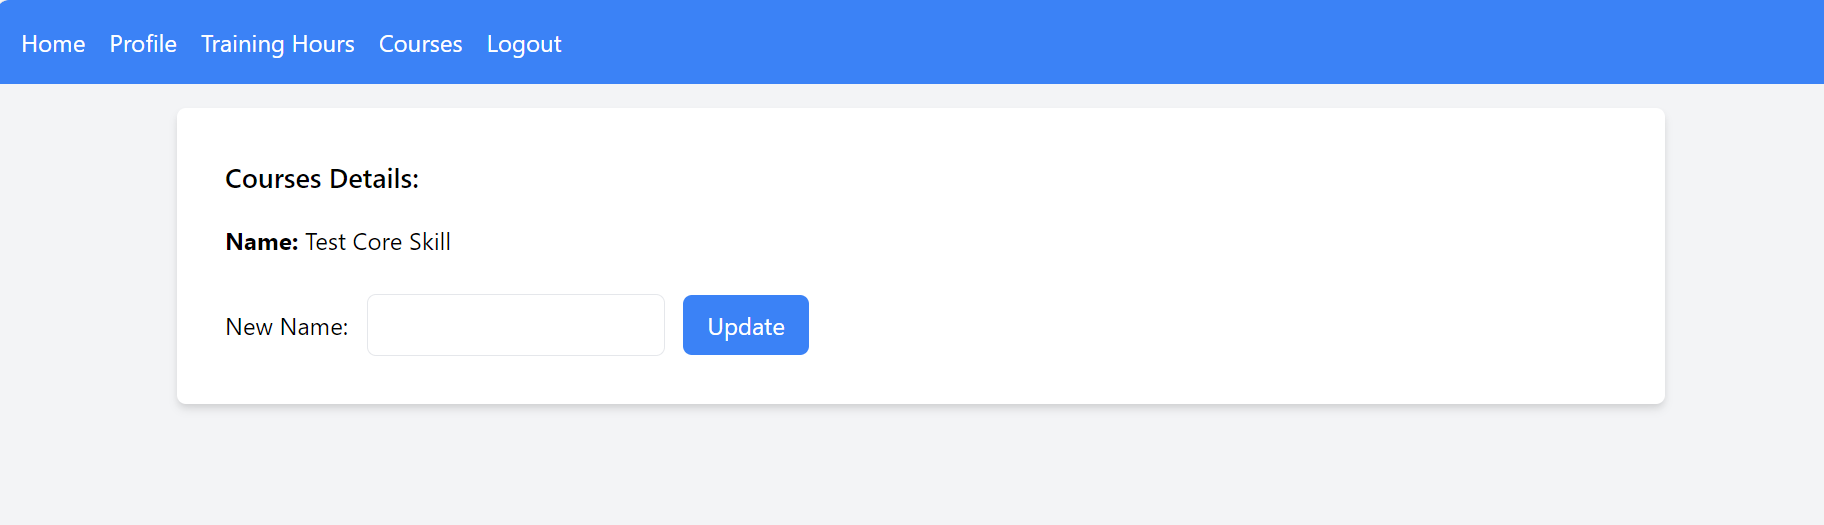 Home Profile Training Hours Courses Logout
Courses Details:
Name: Test Core Skill
New Name: Update